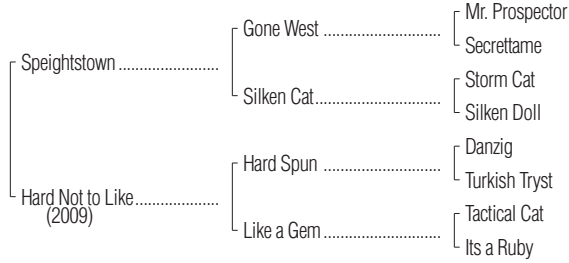 Mr. Prospector
Gone West ..............................
Secrettame
Speightstown .........................
Storm Cat
Silken Cat................................
Silken Doll
Danzig
Hard Spun ..............................
Turkish Tryst
Hard Not to Like.....................
(2009)
Tactical Cat
Like a Gem..............................
Its a Ruby